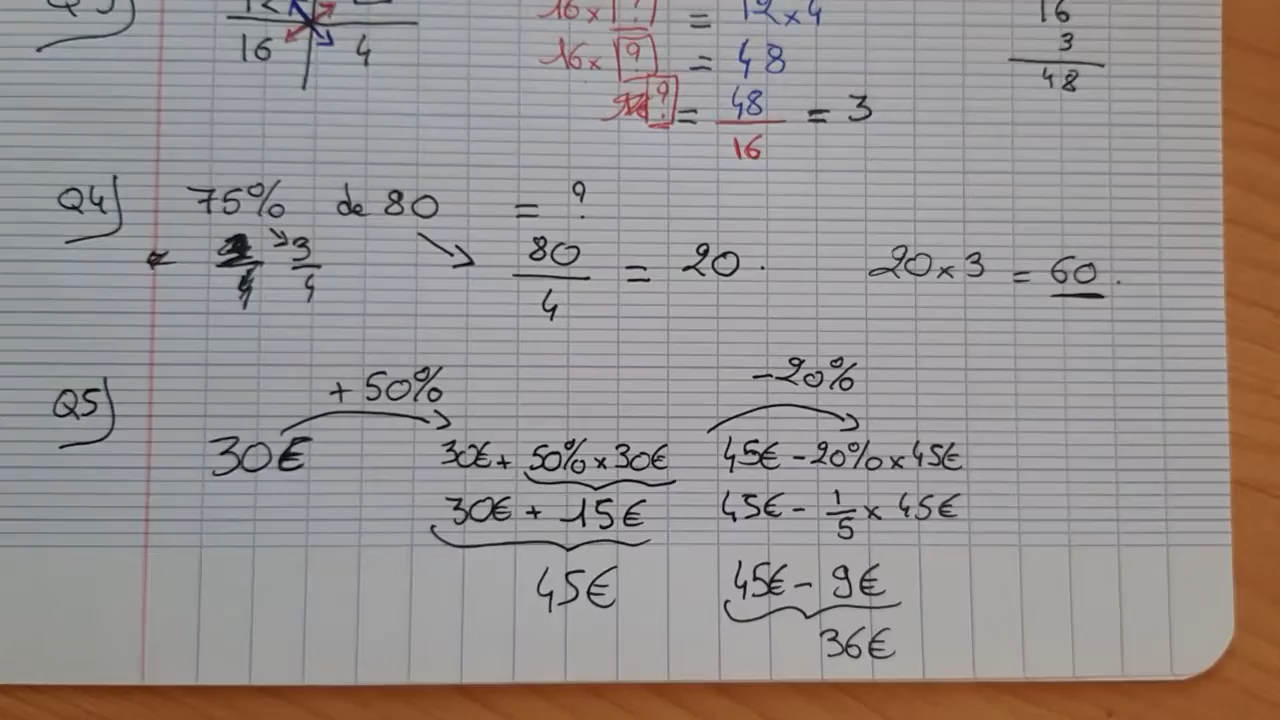 Q3)
12
16 4
16 × ? = 12 × 4
16 × ? = 48
? = 48/16 = 3
16
3
48
Q4) 75% de 80 = ?
3/4 80/4 = 20. 20 × 3 = 60.
Q5) +50% -20%
30€ 30€ + 50% × 30€ 45€ - 20% × 45€
30€ + 15€ 45€ - 1/5 × 45€
45€ 45€ - 9€
36€